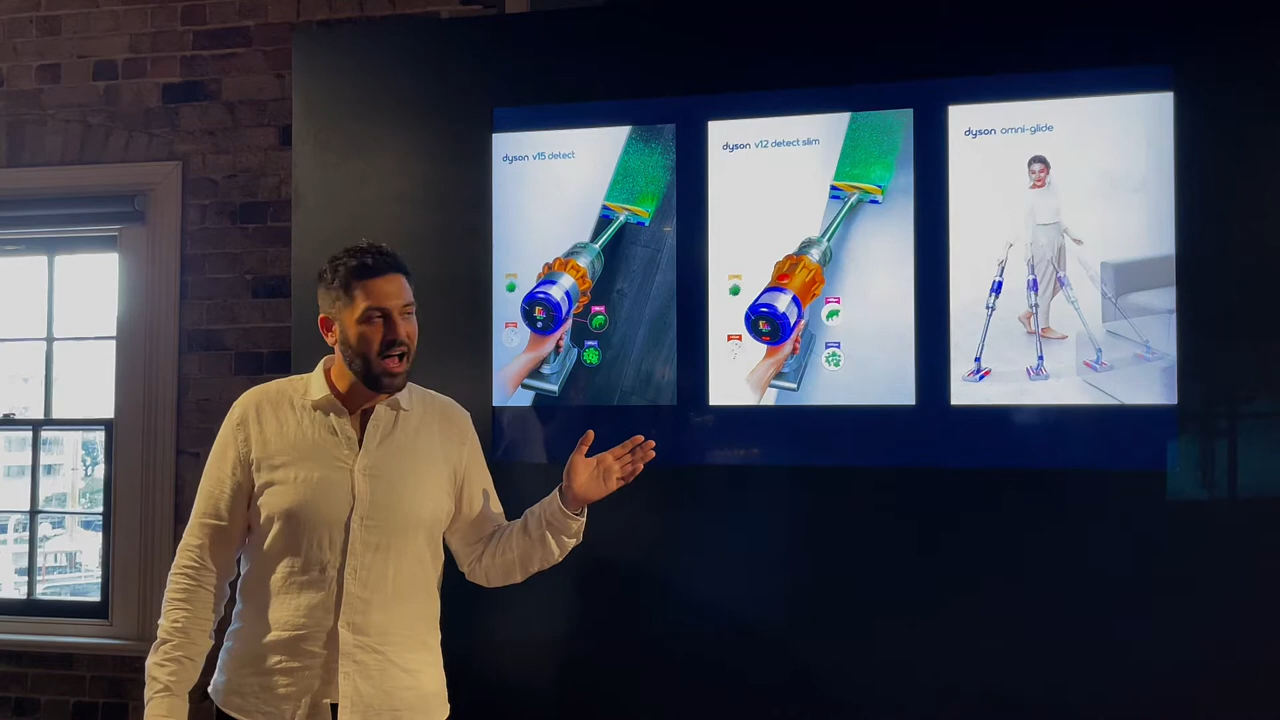 dyson v15 detect
dyson v12 detect slim
dyson omni-glide